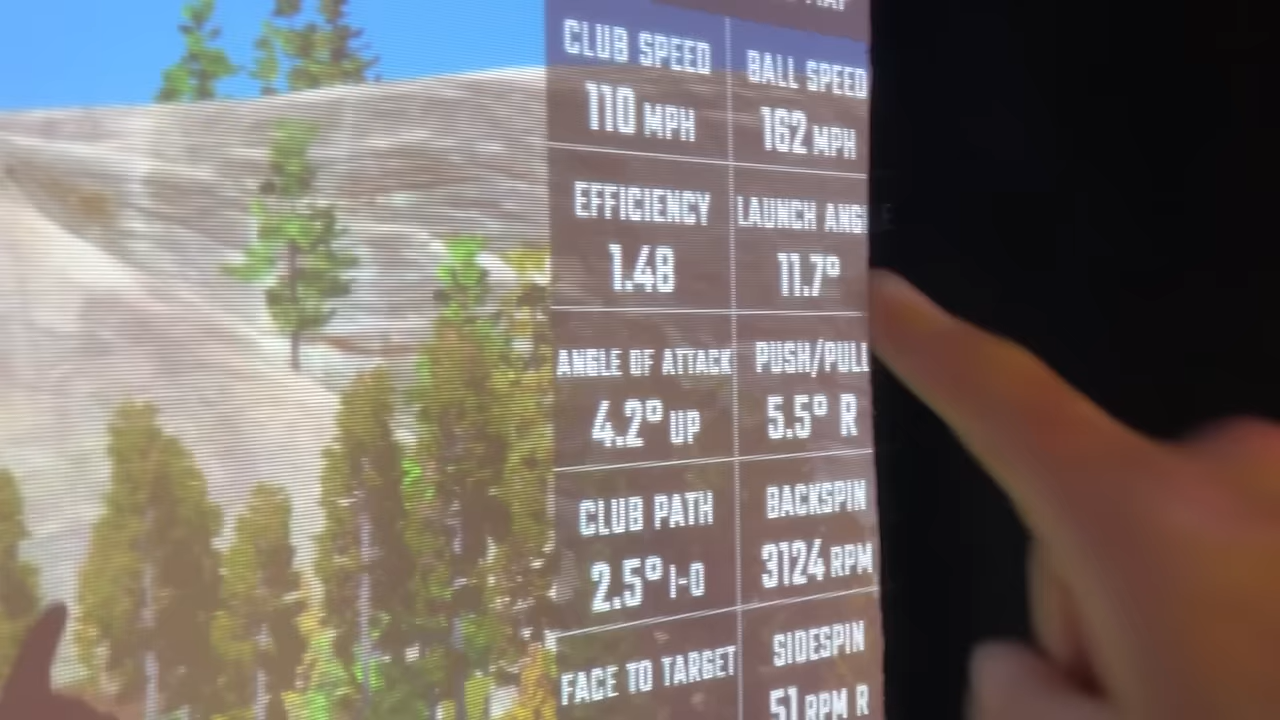 CLUB SPEED
110 MPH
BALL SPEED
162 MPH
EFFICIENCY
1.48
LAUNCH ANGLE
11.7°
ANGLE OF ATTACK
4.2° UP
PUSH/PULL
5.5° R
CLUB PATH
2.5° I-O
BACKSPIN
3124 RPM
FACE TO TARGET
SIDESPIN
51 RPM R